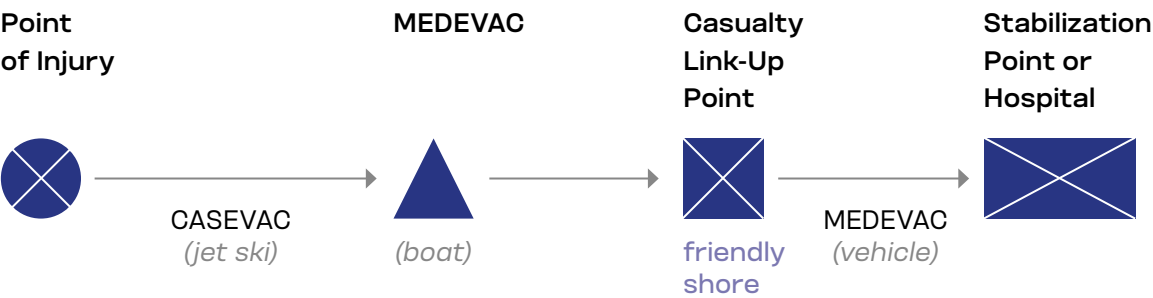 Point
of Injury
MEDEVAC
Casualty
Link-Up
Point
Stabilization
Point or
Hospital
CASEVAC
(jet ski)
(boat)
friendly
shore
MEDEVAC
(vehicle)